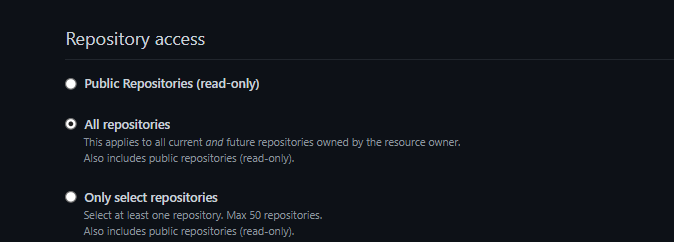 Repository access
Public Repositories (read-only)
All repositories
This applies to all current and future repositories owned by the resource owner.
Also includes public repositories (read-only).
Only select repositories
Select at least one repository. Max 50 repositories.
Also includes public repositories (read-only).